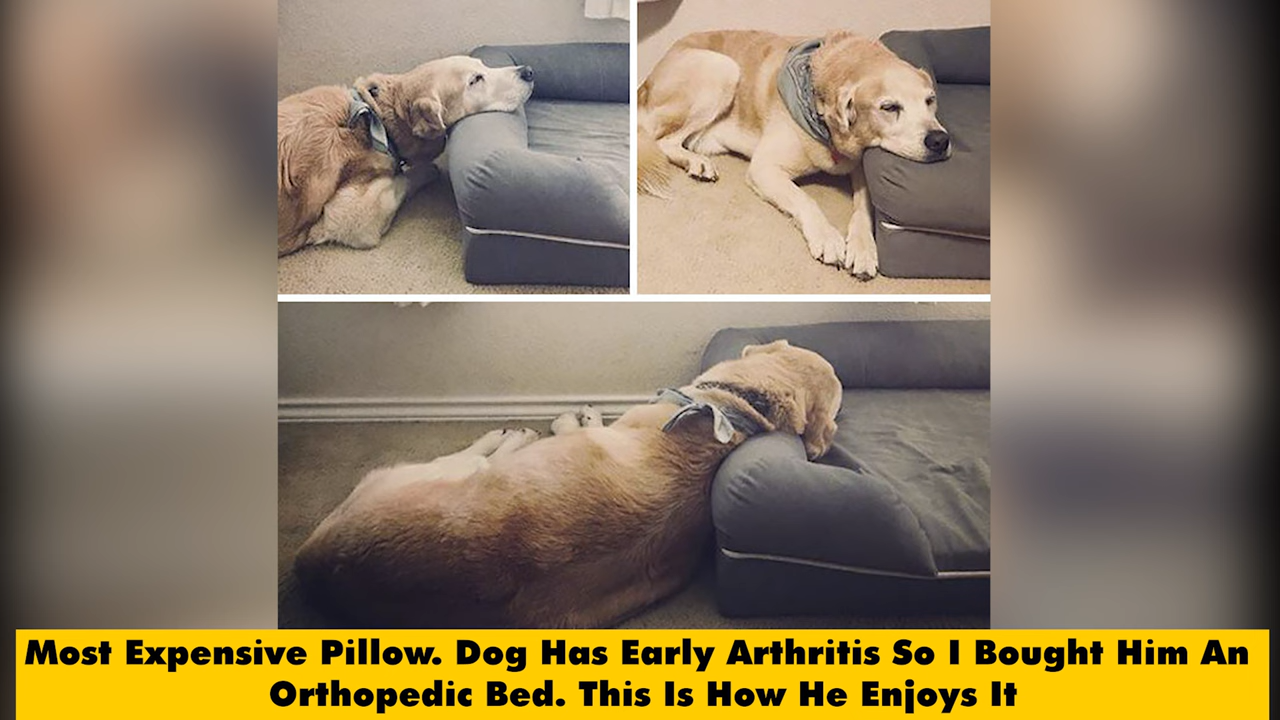 Most Expensive Pillow. Dog Has Early Arthritis So I Bought Him An
Orthopedic Bed. This Is How He Enjoys It